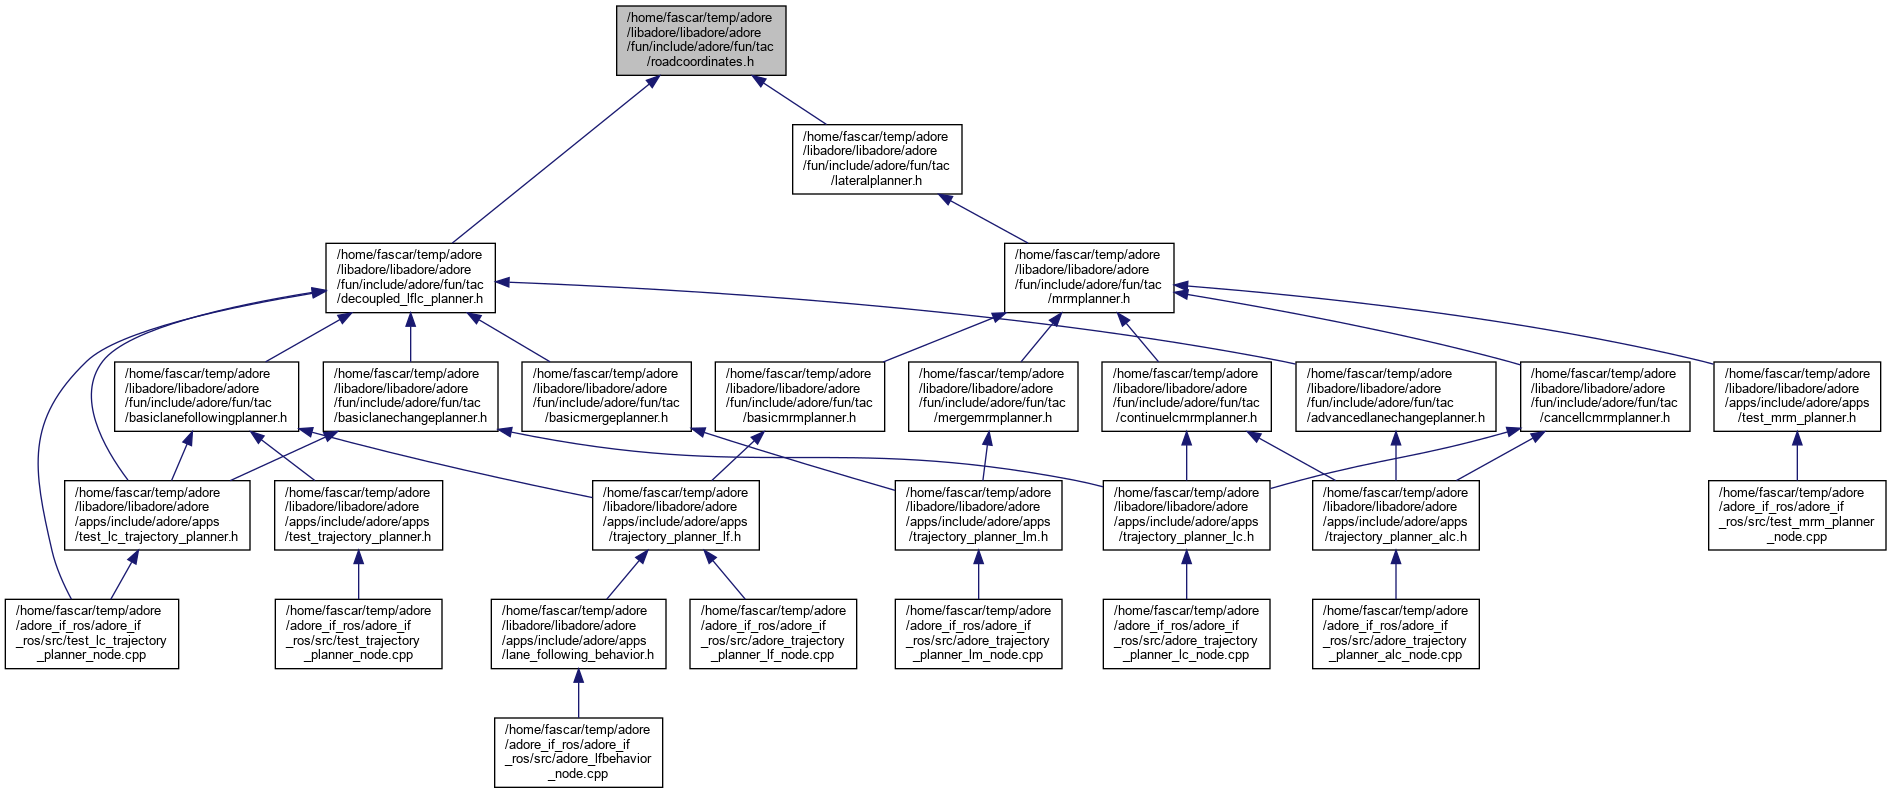 /home/fascar/temp/adore
/libadore/libadore/adore
/fun/include/adore/fun/tac
/roadcoordinates.h
/home/fascar/temp/adore
/libadore/libadore/adore
/fun/include/adore/fun/tac
/lateralplanner.h
/home/fascar/temp/adore
/libadore/libadore/adore
/fun/include/adore/fun/tac
/decoupled_lflc_planner.h
/home/fascar/temp/adore
/libadore/libadore/adore
/fun/include/adore/fun/tac
/mrmplanner.h
/home/fascar/temp/adore
/libadore/libadore/adore
/fun/include/adore/fun/tac
/basiclanefollowingplanner.h
/home/fascar/temp/adore
/libadore/libadore/adore
/fun/include/adore/fun/tac
/basiclanechangeplanner.h
/home/fascar/temp/adore
/libadore/libadore/adore
/fun/include/adore/fun/tac
/basicmergeplanner.h
/home/fascar/temp/adore
/libadore/libadore/adore
/fun/include/adore/fun/tac
/basicmrmplanner.h
/home/fascar/temp/adore
/libadore/libadore/adore
/fun/include/adore/fun/tac
/mergemrmplanner.h
/home/fascar/temp/adore
/libadore/libadore/adore
/fun/include/adore/fun/tac
/continuelcmrmplanner.h
/home/fascar/temp/adore
/libadore/libadore/adore
/fun/include/adore/fun/tac
/advancedlanechangeplanner.h
/home/fascar/temp/adore
/libadore/libadore/adore
/fun/include/adore/fun/tac
/cancellcmrmplanner.h
/home/fascar/temp/adore
/libadore/libadore/adore
/apps/include/adore/apps
/test_mrm_planner.h
/home/fascar/temp/adore
/libadore/libadore/adore
/apps/include/adore/apps
/test_lc_trajectory_planner.h
/home/fascar/temp/adore
/libadore/libadore/adore
/apps/include/adore/apps
/test_trajectory_planner.h
/home/fascar/temp/adore
/libadore/libadore/adore
/apps/include/adore/apps
/trajectory_planner_lf.h
/home/fascar/temp/adore
/libadore/libadore/adore
/apps/include/adore/apps
/trajectory_planner_lm.h
/home/fascar/temp/adore
/libadore/libadore/adore
/apps/include/adore/apps
/trajectory_planner_lc.h
/home/fascar/temp/adore
/libadore/libadore/adore
/apps/include/adore/apps
/trajectory_planner_alc.h
/home/fascar/temp/adore
/adore_if_ros/adore_if
_ros/src/test_mrm_planner
_node.cpp
/home/fascar/temp/adore
/adore_if_ros/adore_if
_ros/src/test_lc_trajectory
_planner_node.cpp
/home/fascar/temp/adore
/adore_if_ros/adore_if
_ros/src/test_trajectory
_planner_node.cpp
/home/fascar/temp/adore
/libadore/libadore/adore
/apps/include/adore/apps
/lane_following_behavior.h
/home/fascar/temp/adore
/adore_if_ros/adore_if
_ros/src/adore_trajectory
_planner_lf_node.cpp
/home/fascar/temp/adore
/adore_if_ros/adore_if
_ros/src/adore_trajectory
_planner_lm_node.cpp
/home/fascar/temp/adore
/adore_if_ros/adore_if
_ros/src/adore_trajectory
_planner_lc_node.cpp
/home/fascar/temp/adore
/adore_if_ros/adore_if
_ros/src/adore_trajectory
_planner_alc_node.cpp
/home/fascar/temp/adore
/adore_if_ros/adore_if
_ros/src/adore_lfbehavior
_node.cpp